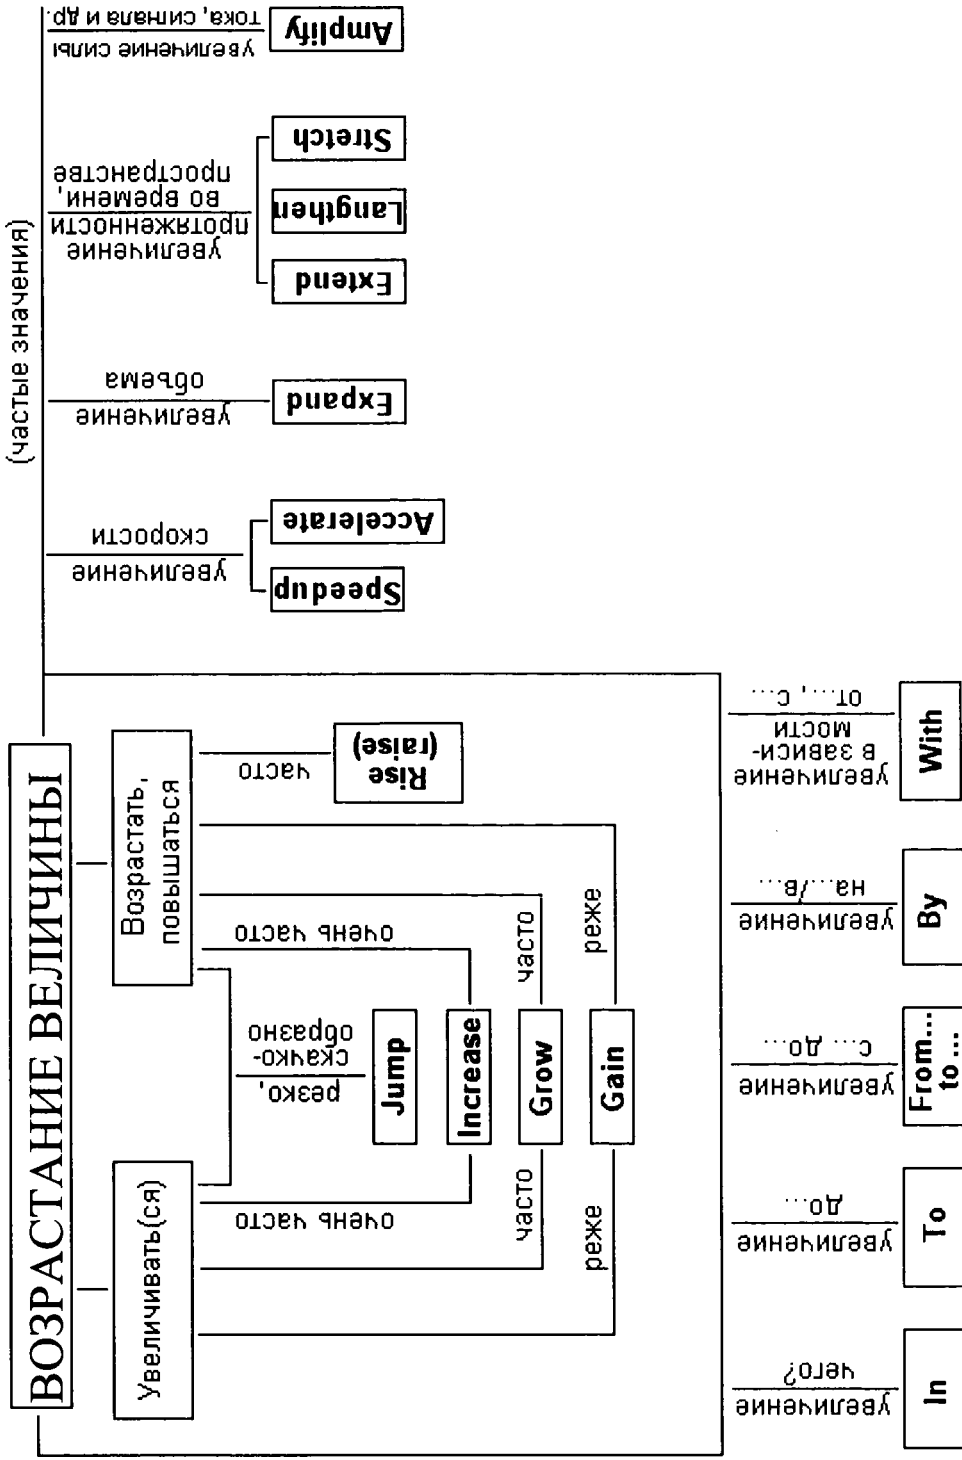 ВОЗРАСТАНИЕ ВЕЛИЧИНЫ
(частые значения)
Увеличивать(ся)
Возрастать,
повышаться
очень часто
очень часто
резко,
скачко-
образно
часто
Jump
Increase
Grow
Gain
Rise
(raise)
часто
часто
реже
реже
увеличение
чего?
In
увеличение
до...
To
увеличение
с... до...
From...
to ...
увеличение
на.../в...
By
увеличение
в зависи-
мости
от..., с...
With
увеличение
скорости
Speedup
Accelerate
увеличение
объема
Expand
увеличение
протяженности
во времени,
пространстве
Extend
Langthen
Stretch
увеличение силы
тока, сигнала и др.
Amplify